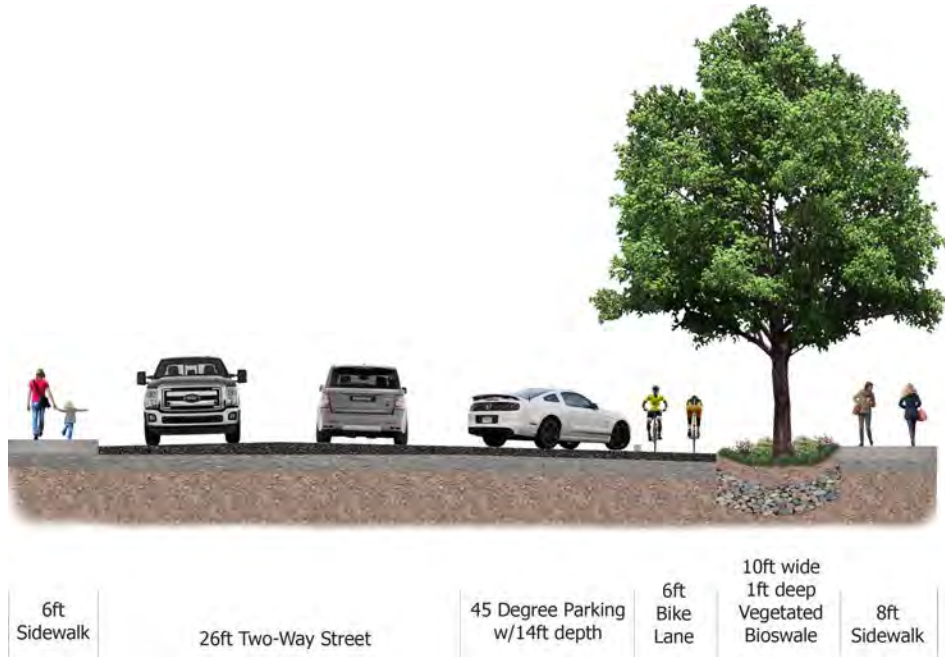 6ft
Sidewalk
26ft Two-Way Street
45 Degree Parking
w/14ft depth
6ft
Bike
Lane
10ft wide
1ft deep
Vegetated
Bioswale
8ft
Sidewalk